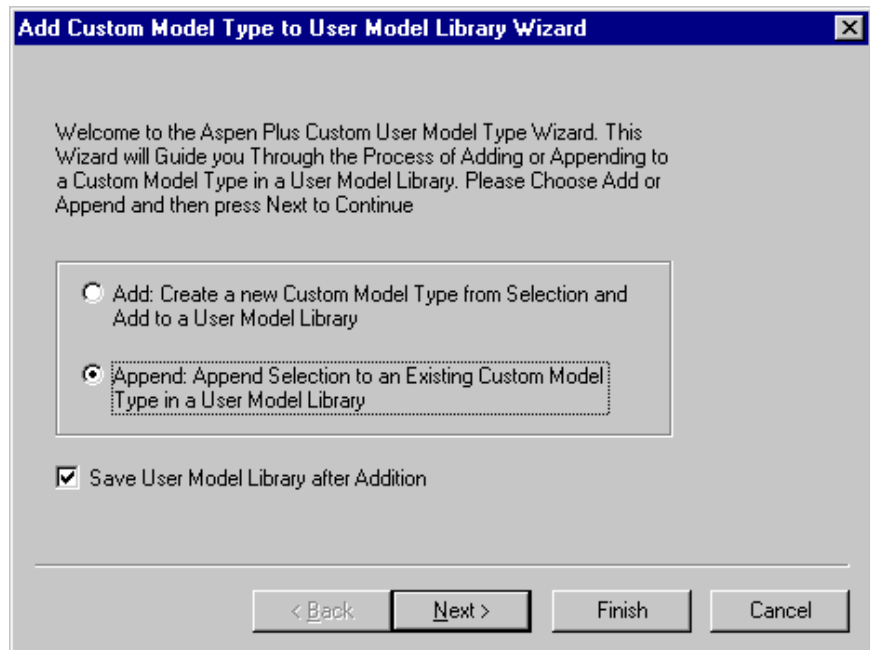 Add Custom Model Type to User Model Library Wizard
Welcome to the Aspen Plus Custom User Model Type Wizard. This
Wizard will Guide you Through the Process of Adding or Appending to
a Custom Model Type in a User Model Library. Please Choose Add or
Append and then press Next to Continue
Add: Create a new Custom Model Type from Selection and
Add to a User Model Library
Append: Append Selection to an Existing Custom Model
Type in a User Model Library
Save User Model Library after Addition
< Back Next > Finish Cancel